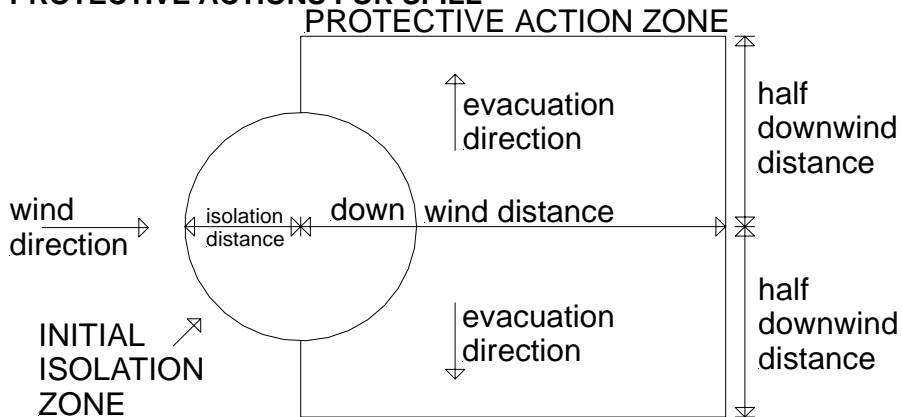 PROTECTIVE ACTION ZONE
evacuation
direction
half
downwind
distance
wind
direction
isolation
distance
down
wind distance
INITIAL
ISOLATION
ZONE
evacuation
direction
half
downwind
distance